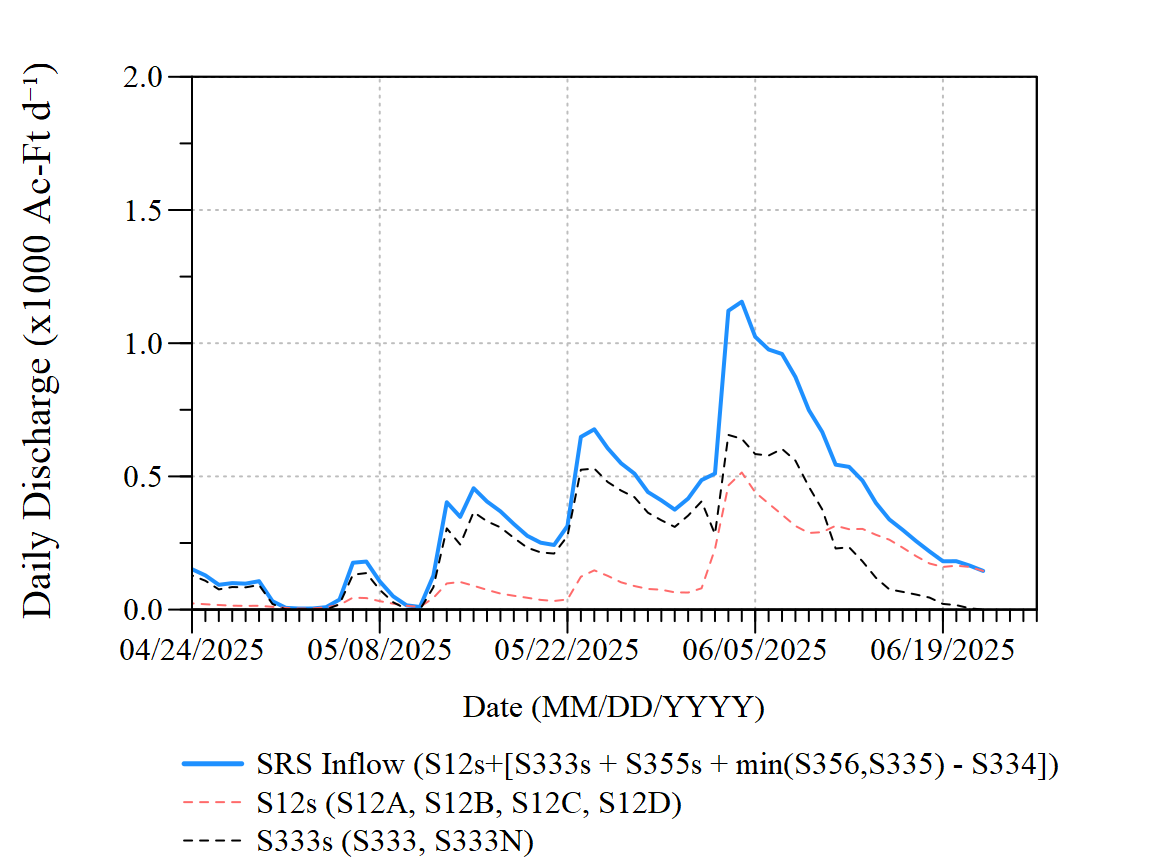 Daily Discharge (x1000 Ac-Ft d⁻¹)
2.0
1.5
1.0
0.5
0.0
04/24/2025 05/08/2025 05/22/2025 06/05/2025 06/19/2025
Date (MM/DD/YYYY)
SRS Inflow (S12s+[S333s + S355s + min(S356,S335) - S334])
S12s (S12A, S12B, S12C, S12D)
S333s (S333, S333N)